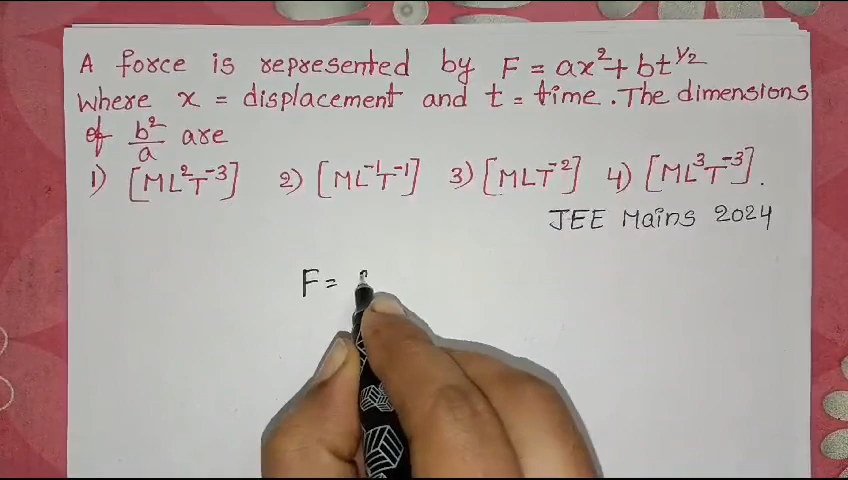 A force is represented by F = ax² + bt^1/2
where x = displacement and t = time. The dimensions
of b²/a are
1) [ML²T⁻³] 2) [ML⁻¹T⁻¹] 3) [MLT⁻²] 4) [ML³T⁻³].
JEE Mains 2024
F =